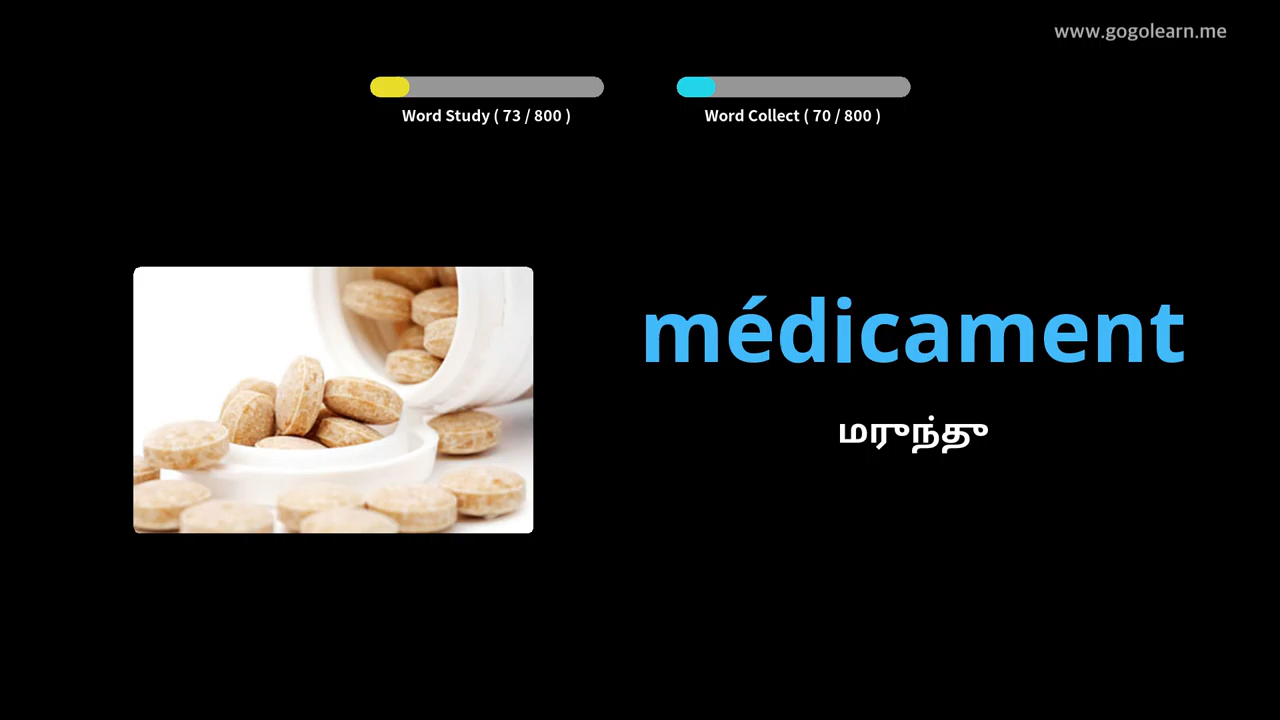 www.gogolearn.me
Word Study ( 73 / 800 )
Word Collect ( 70 / 800 )
médicament
மருந்து